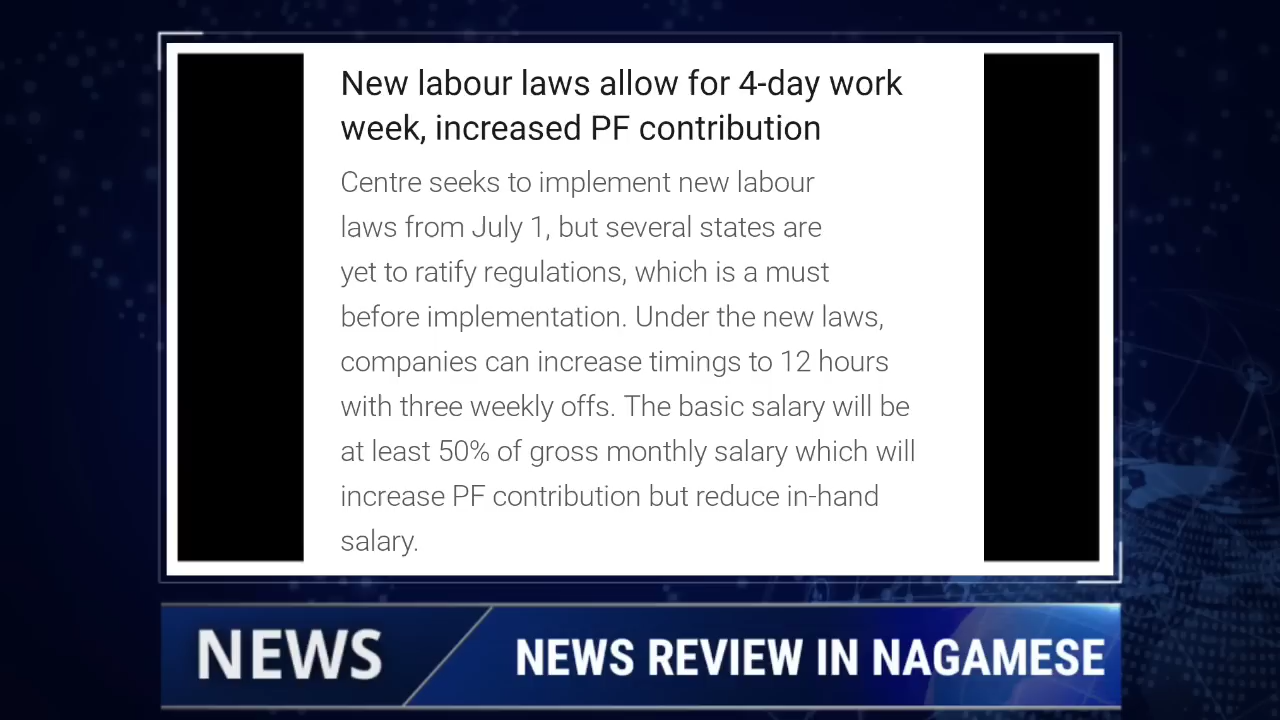 New labour laws allow for 4-day work
week, increased PF contribution
Centre seeks to implement new labour
laws from July 1, but several states are
yet to ratify regulations, which is a must
before implementation. Under the new laws,
companies can increase timings to 12 hours
with three weekly offs. The basic salary will be
at least 50% of gross monthly salary which will
increase PF contribution but reduce in-hand
salary.
NEWS
NEWS REVIEW IN NAGAMESE